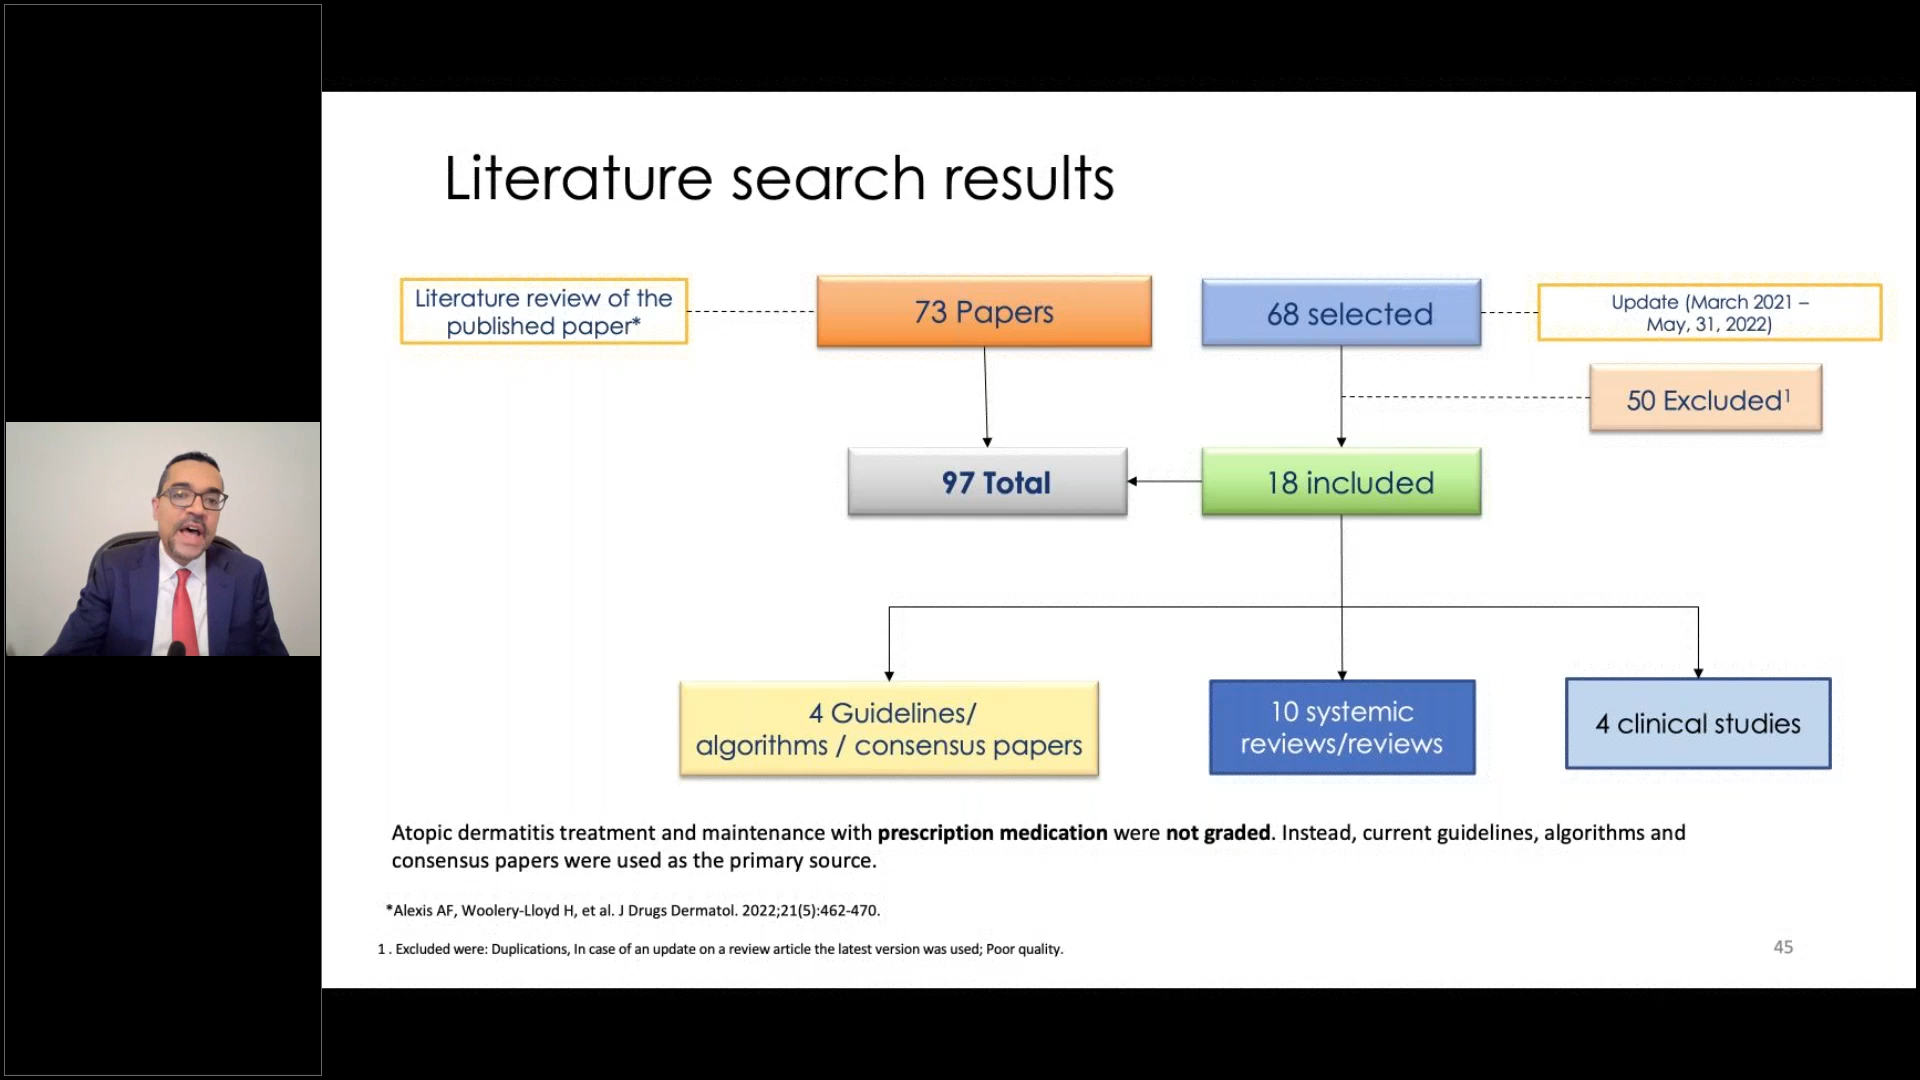 Literature search results
Literature review of the
published paper*
73 Papers
68 selected
Update (March 2021 –
May, 31, 2022)
50 Excluded1
97 Total
18 included
4 Guidelines/
algorithms / consensus papers
10 systemic
reviews/reviews
4 clinical studies
Atopic dermatitis treatment and maintenance with prescription medication were not graded. Instead, current guidelines, algorithms and
consensus papers were used as the primary source.
*Alexis AF, Woolery-Lloyd H, et al. J Drugs Dermatol. 2022;21(5):462-470.
1 . Excluded were: Duplications, In case of an update on a review article the latest version was used; Poor quality.
45